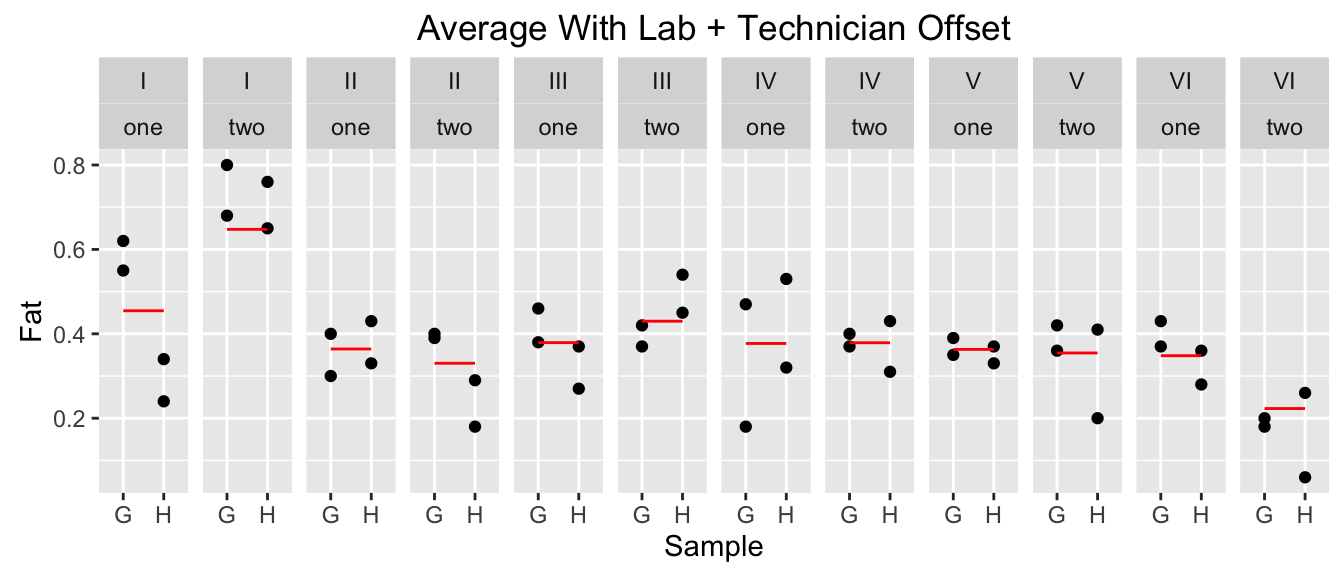 Average With Lab + Technician Offset
I I II II III III IV IV V V VI VI
one two one two one two one two one two one two
0.8
0.6
0.4
0.2
Fat
G H G H G H G H G H G H G H G H G H G H G H G H
Sample